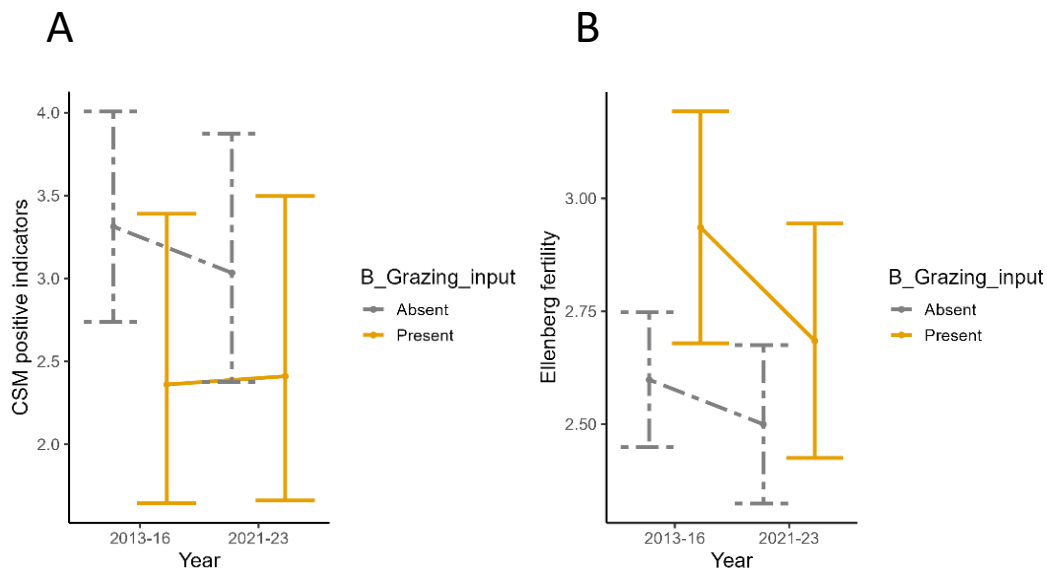 A
CSM positive indicators
4.0
3.5
3.0
2.5
2.0
2013-16
2021-23
Year
B_Grazing_input
Absent
Present
B
Ellenberg fertility
3.00
2.75
2.50
2013-16
2021-23
Year
B_Grazing_input
Absent
Present